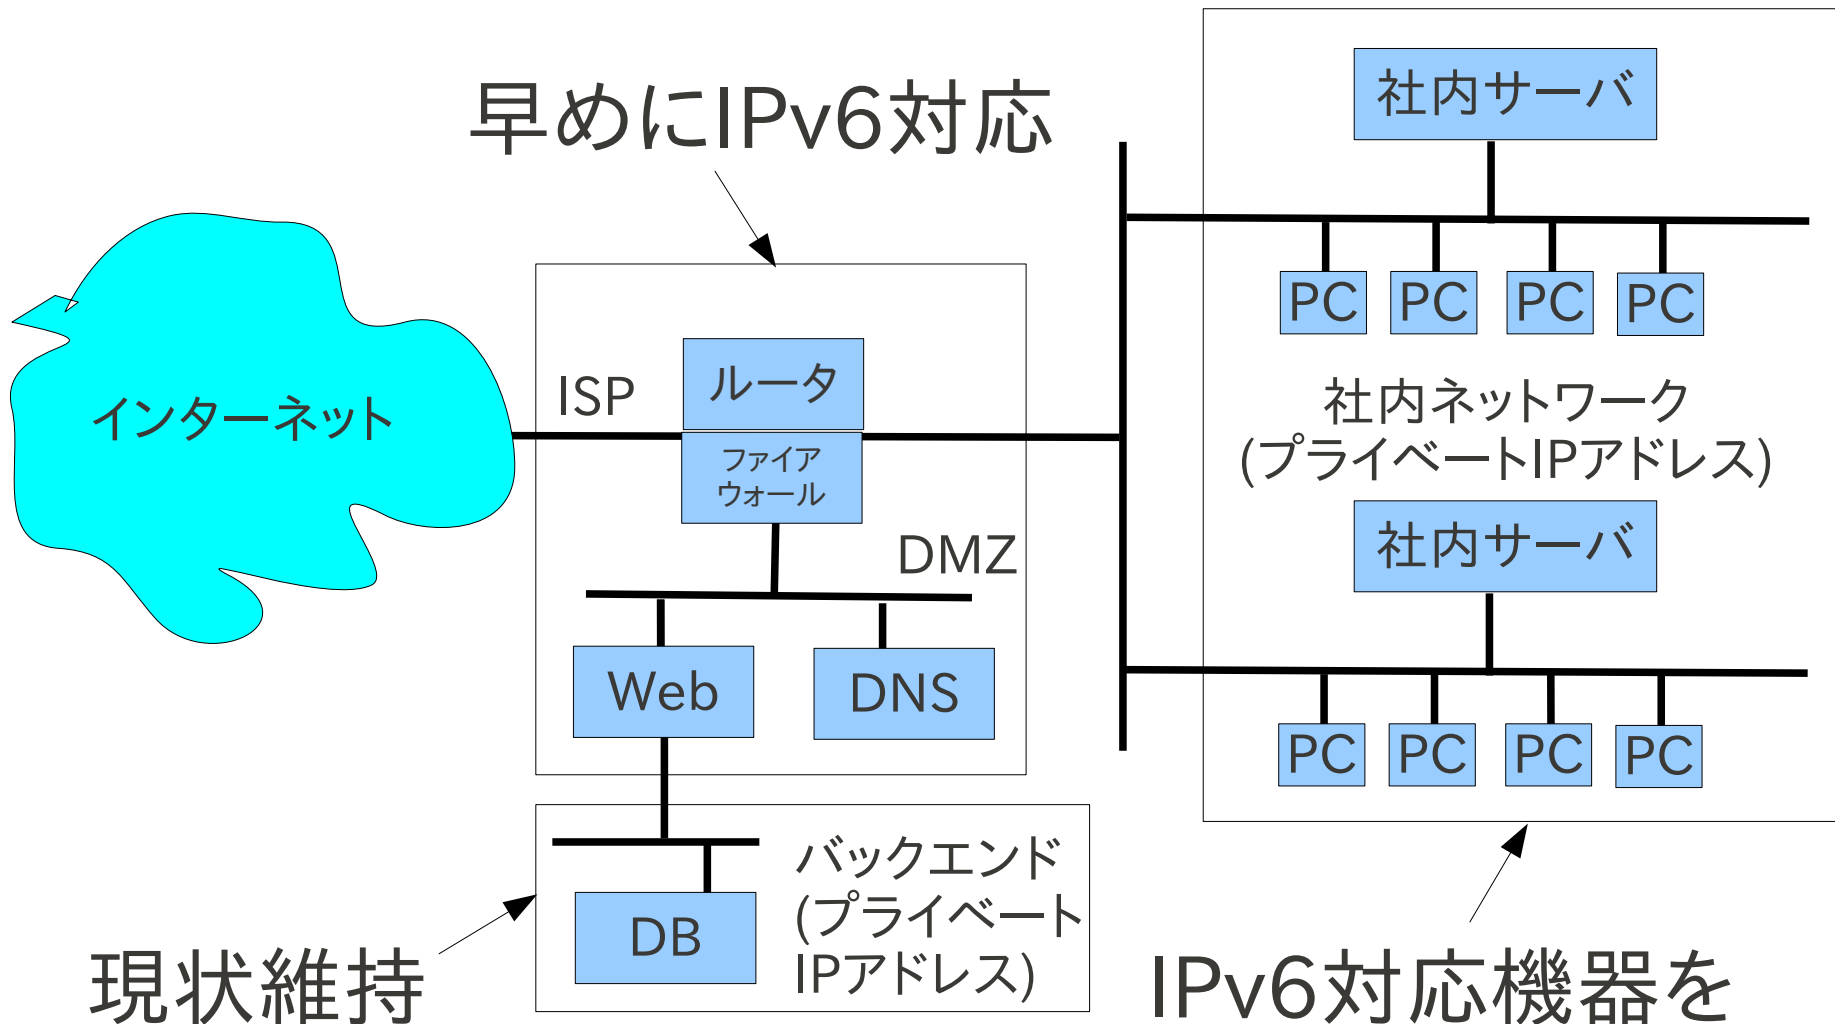 早めにIPv6対応
社内サーバ
PC
PC
PC
PC
インターネット
ISP
ルータ
ファイア
ウォール
社内ネットワーク
(プライベートIPアドレス)
DMZ
社内サーバ
Web
DNS
PC
PC
PC
PC
バックエンド
(プライベート
IPアドレス)
DB
現状維持
IPv6対応機器を